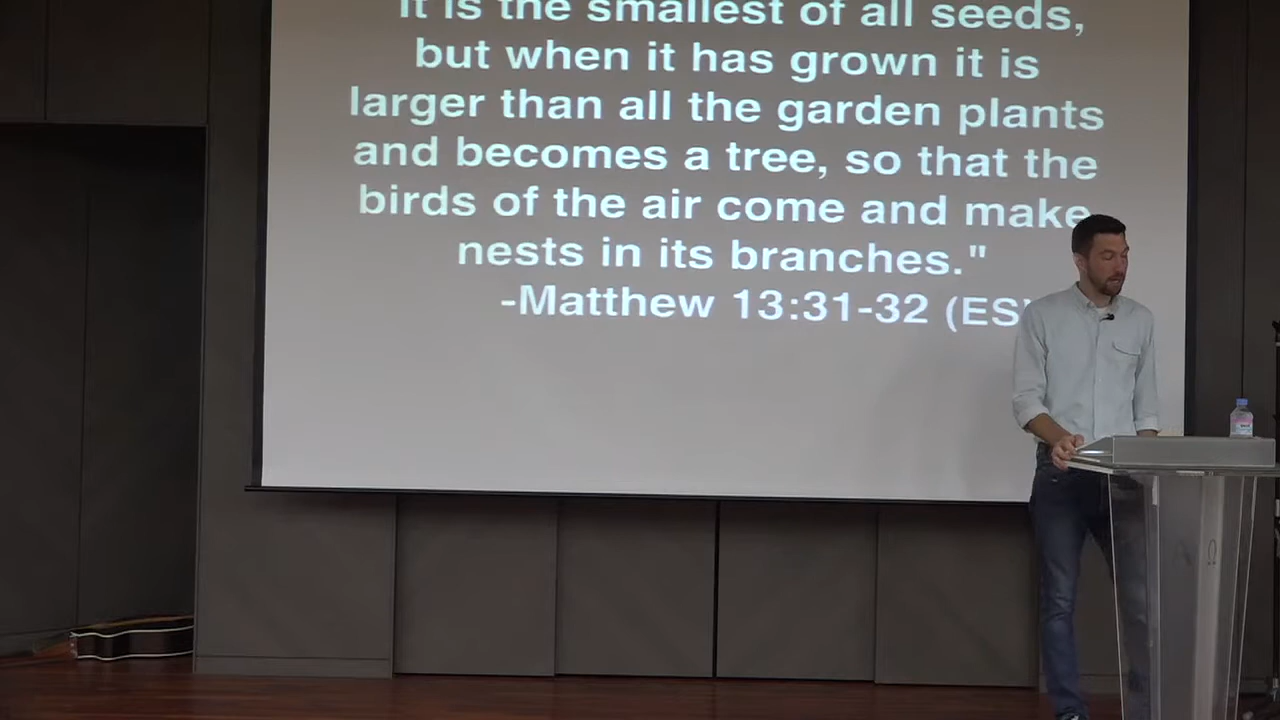 It is the smallest of all seeds,
but when it has grown it is
larger than all the garden plants
and becomes a tree, so that the
birds of the air come and make
nests in its branches."
-Matthew 13:31-32 (ES